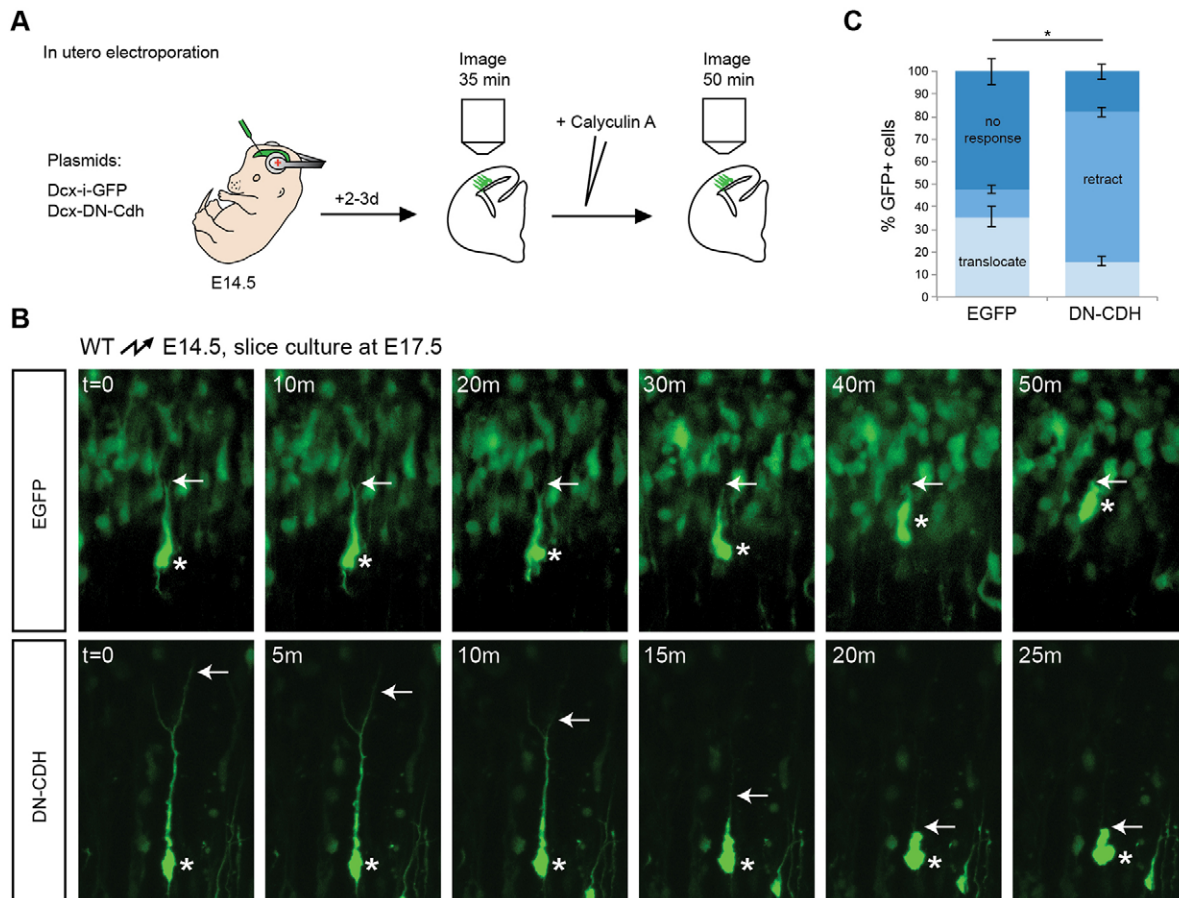 A
In utero electroporation
Plasmids:
Dcx-i-GFP
Dcx-DN-Cdh
E14.5
+2-3d
Image
35 min
+ Calyculin A
Image
50 min
C
*
% GFP+ cells
100
90
80
70
60
50
40
30
20
10
0
no
response
translocate
retract
EGFP
DN-CDH
B
WT E14.5, slice culture at E17.5
EGFP
t=0
10m
20m
30m
40m
50m
* * * * * *
DN-CDH
t=0
5m
10m
15m
20m
25m
* * * * * *